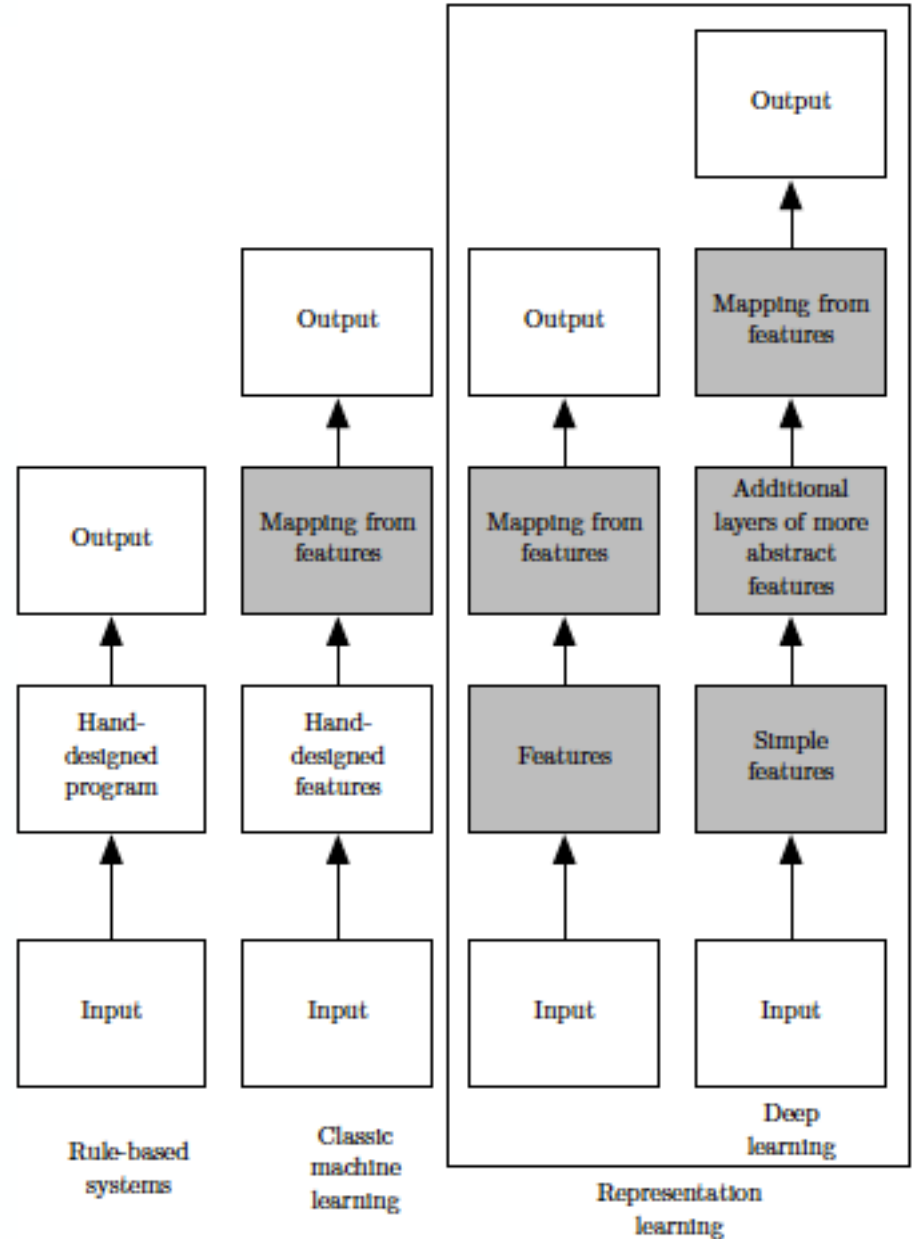 Output
Output
Output
Mapping from
features
Output
Mapping from
features
Mapping from
features
Additional
layers of more
abstract
features
Hand-
designed
program
Hand-
designed
features
Features
Simple
features
Input
Input
Input
Input
Rule-based
systems
Classic
machine
learning
Representation
learning
Deep
learning